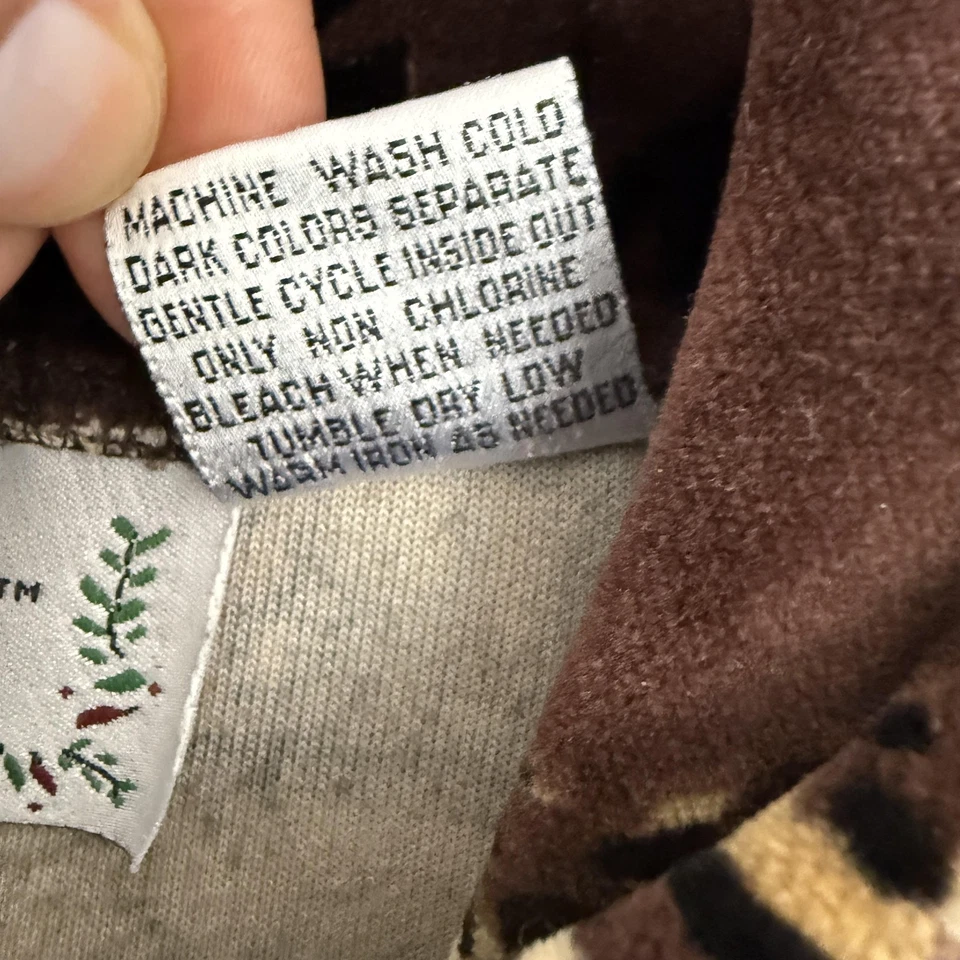 MACHINE WASH COLD
DARK COLORS SEPARATE
GENTLE CYCLE INSIDE OUT
ONLY NON CHLORINE
BLEACH WHEN NEEDED
TUMBLE DRY LOW
WARM IRON AS NEEDED
TM